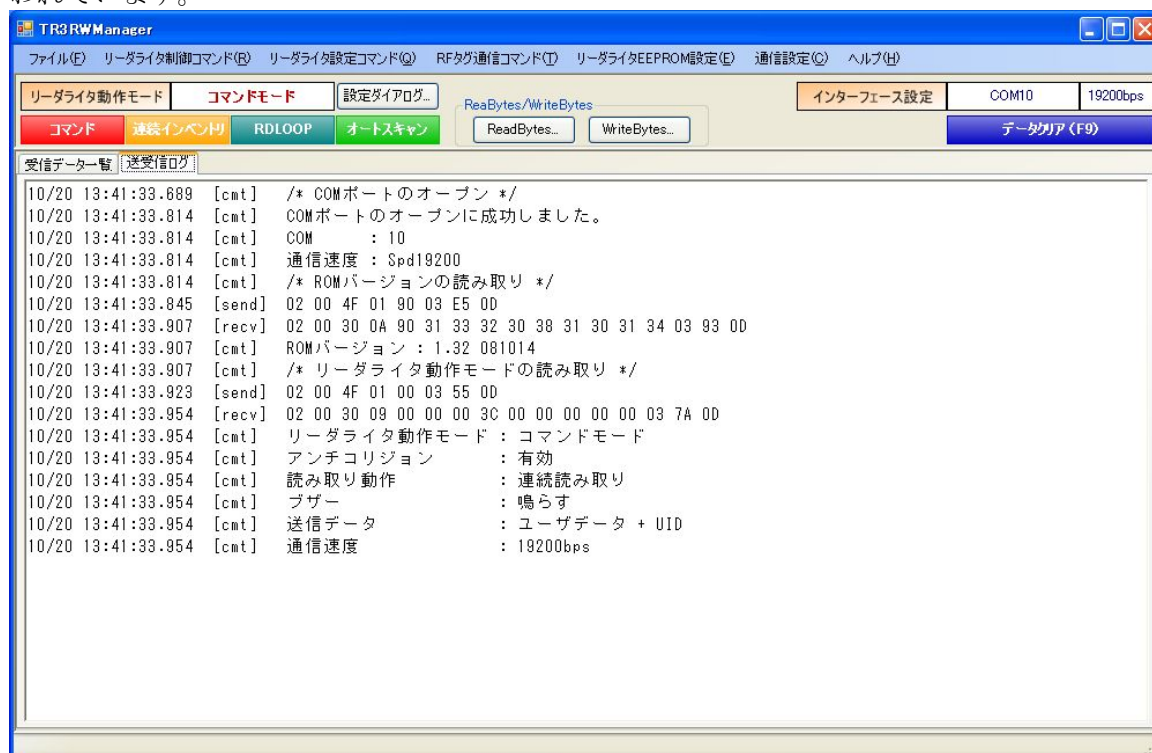 われています。
TR3RWManager
ファイル(F) リーダライタ制御コマンド(R) リーダライタ設定コマンド(Q) RFタグ通信コマンド(T) リーダライタEEPROM設定(E) 通信設定(C) ヘルプ(H)
リーダライタ動作モード コマンドモード 設定ダイアログ... ReaBytes/WriteBytes インターフェース設定 COM10 19200bps
コマンド 連続インベントリ RDLOOP オートスキャン ReadBytes... WriteBytes... データクリア(F9)
受信データ一覧 送受信ログ
10/20 13:41:33.689 [cmt] /* COMポートのオープン */
10/20 13:41:33.814 [cmt] COMポートのオープンに成功しました。
10/20 13:41:33.814 [cmt] COM : 10
10/20 13:41:33.814 [cmt] 通信速度 : Spd19200
10/20 13:41:33.814 [cmt] /* ROMバージョンの読み取り */
10/20 13:41:33.845 [send] 02 00 4F 01 90 03 E5 0D
10/20 13:41:33.907 [recv] 02 00 30 0A 90 31 33 32 30 38 31 30 31 34 03 93 0D
10/20 13:41:33.907 [cmt] ROMバージョン : 1.32 081014
10/20 13:41:33.907 [cmt] /* リーダライタ動作モードの読み取り */
10/20 13:41:33.923 [send] 02 00 4F 01 00 03 55 0D
10/20 13:41:33.954 [recv] 02 00 30 09 00 00 00 3C 00 00 00 00 00 03 7A 0D
10/20 13:41:33.954 [cmt] リーダライタ動作モード : コマンドモード
10/20 13:41:33.954 [cmt] アンチコリジョン : 有効
10/20 13:41:33.954 [cmt] 読み取り動作 : 連続読み取り
10/20 13:41:33.954 [cmt] ブザー : 鳴らす
10/20 13:41:33.954 [cmt] 送信データ : ユーザデータ + UID
10/20 13:41:33.954 [cmt] 通信速度 : 19200bps